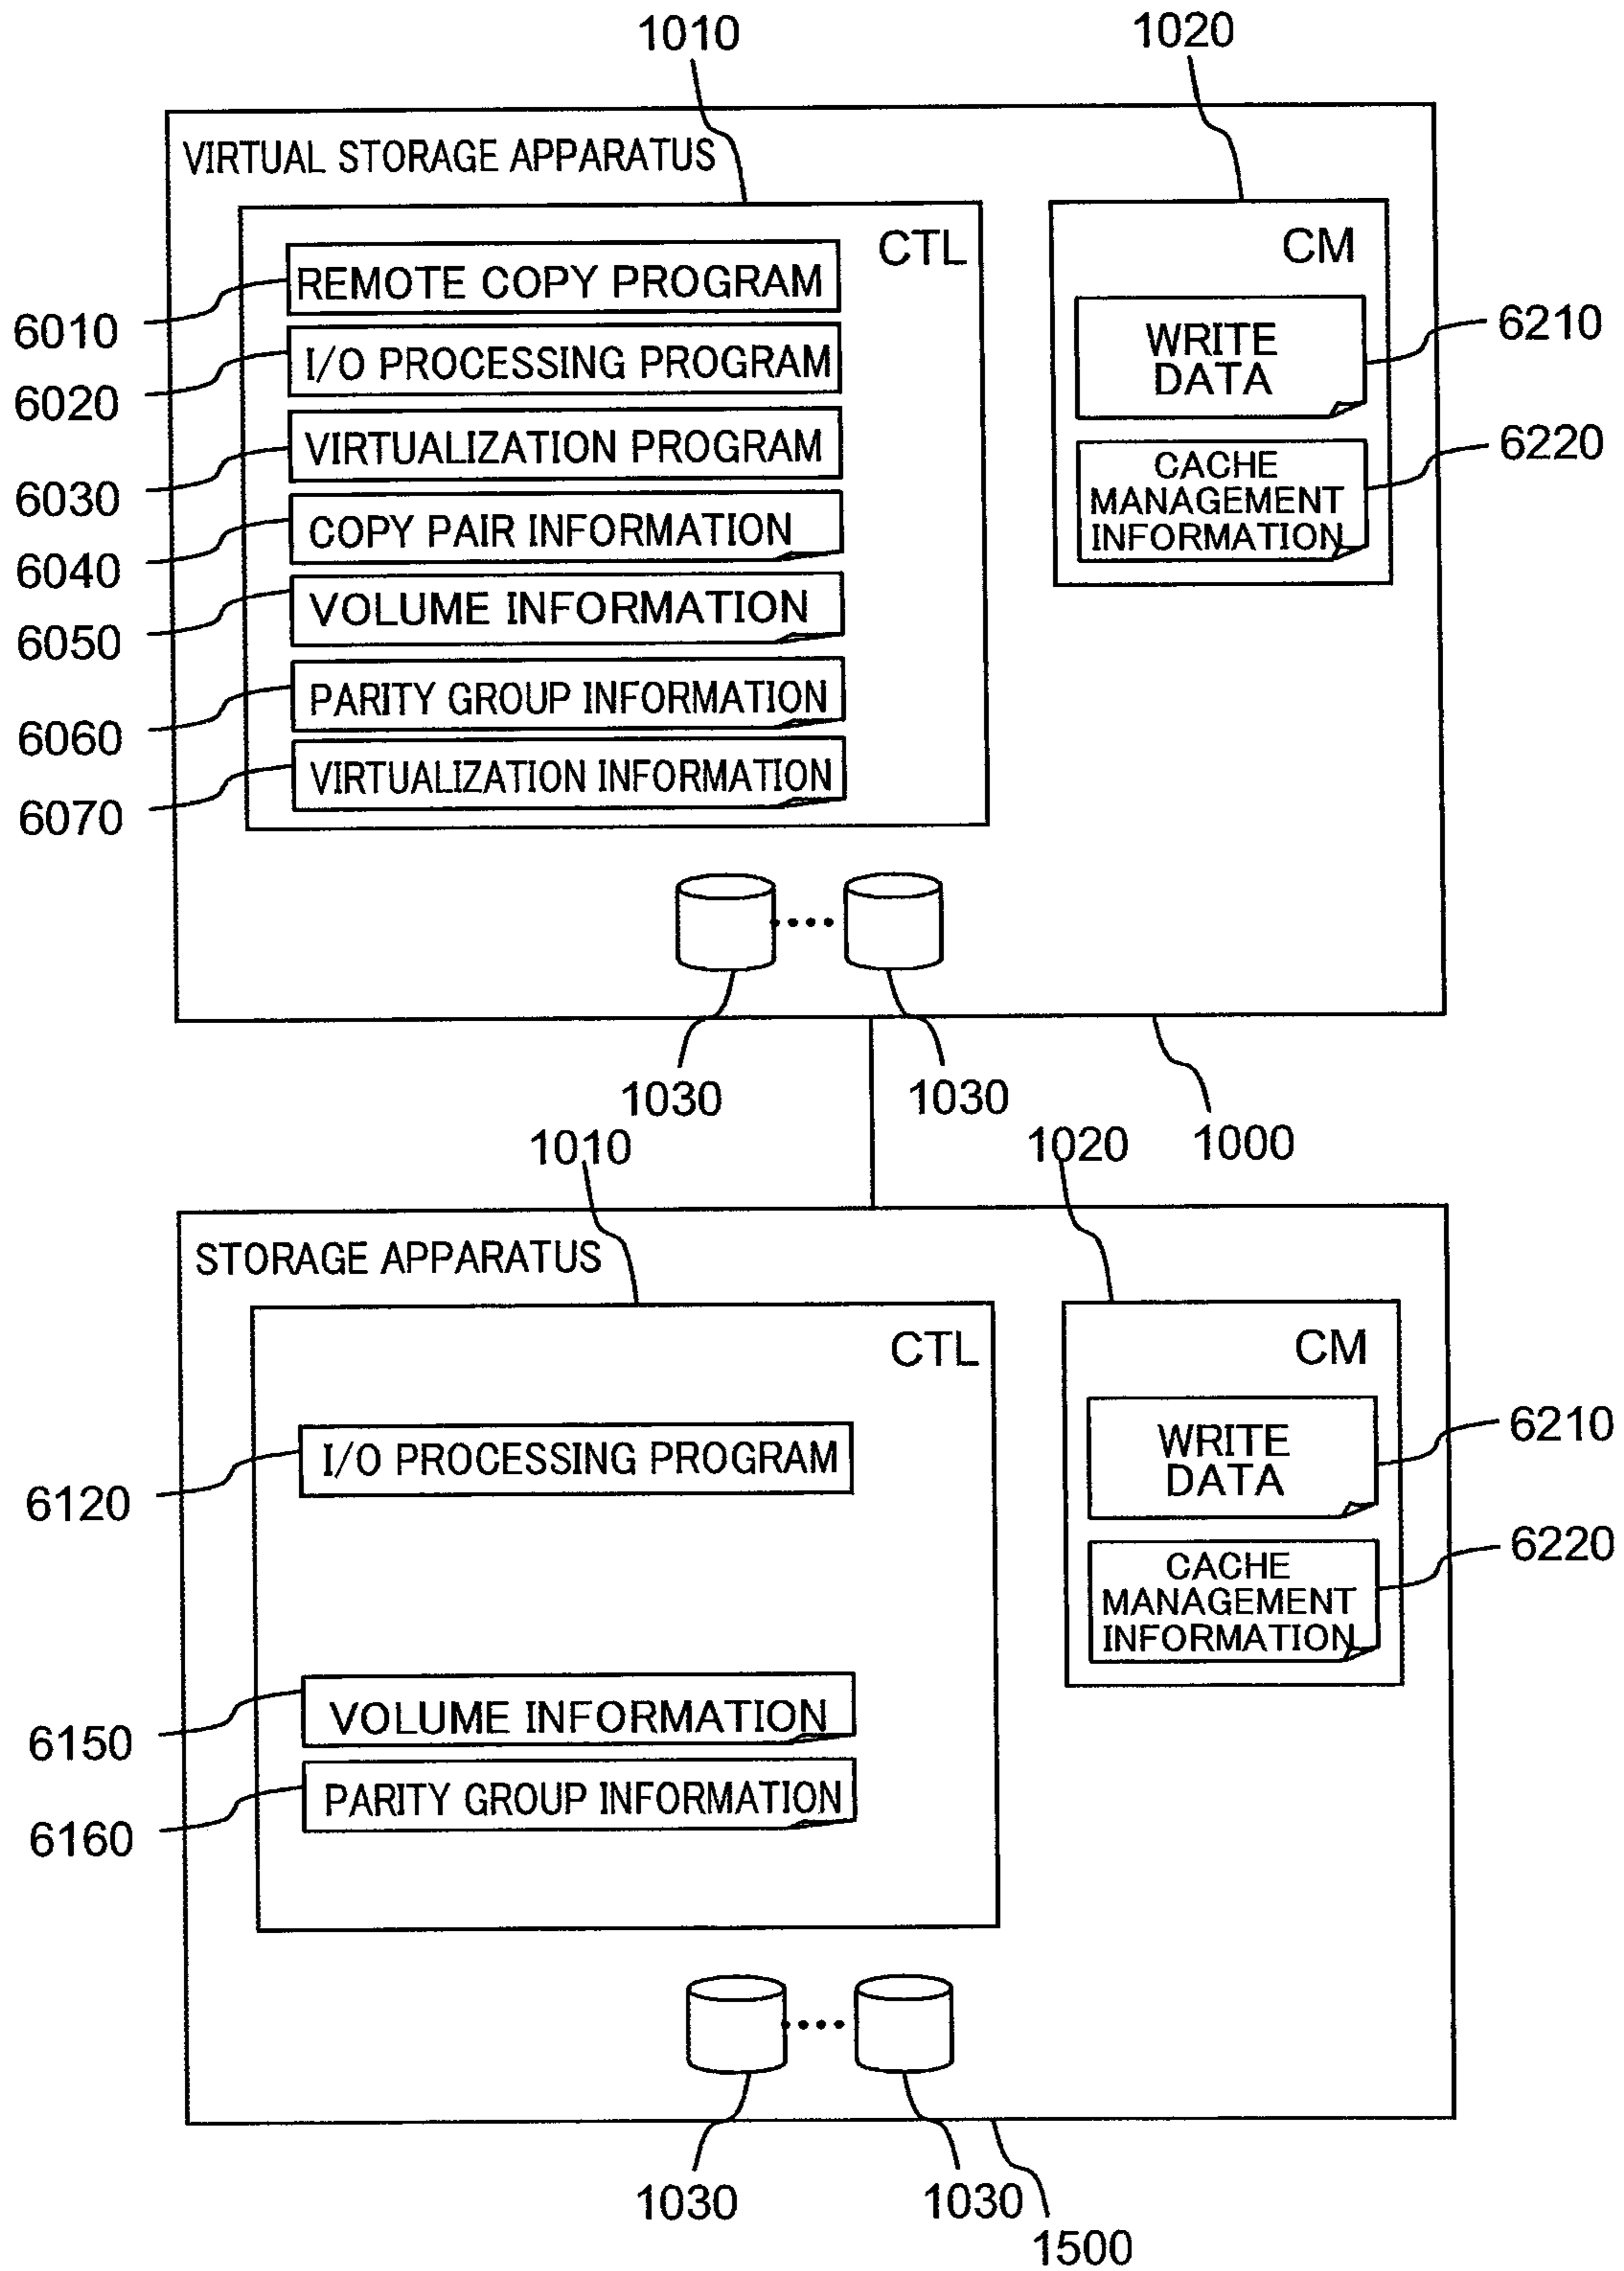 1010
1020
VIRTUAL STORAGE APPARATUS
CTL
CM
REMOTE COPY PROGRAM
6010
I/O PROCESSING PROGRAM
6020
VIRTUALIZATION PROGRAM
6030
COPY PAIR INFORMATION
6040
VOLUME INFORMATION
6050
PARITY GROUP INFORMATION
6060
VIRTUALIZATION INFORMATION
6070
WRITE
DATA
6210
CACHE
MANAGEMENT
INFORMATION
6220
1030
1030
1000
1010
1020
STORAGE APPARATUS
CTL
CM
I/O PROCESSING PROGRAM
6120
VOLUME INFORMATION
6150
PARITY GROUP INFORMATION
6160
WRITE
DATA
6210
CACHE
MANAGEMENT
INFORMATION
6220
1030
1030
1500